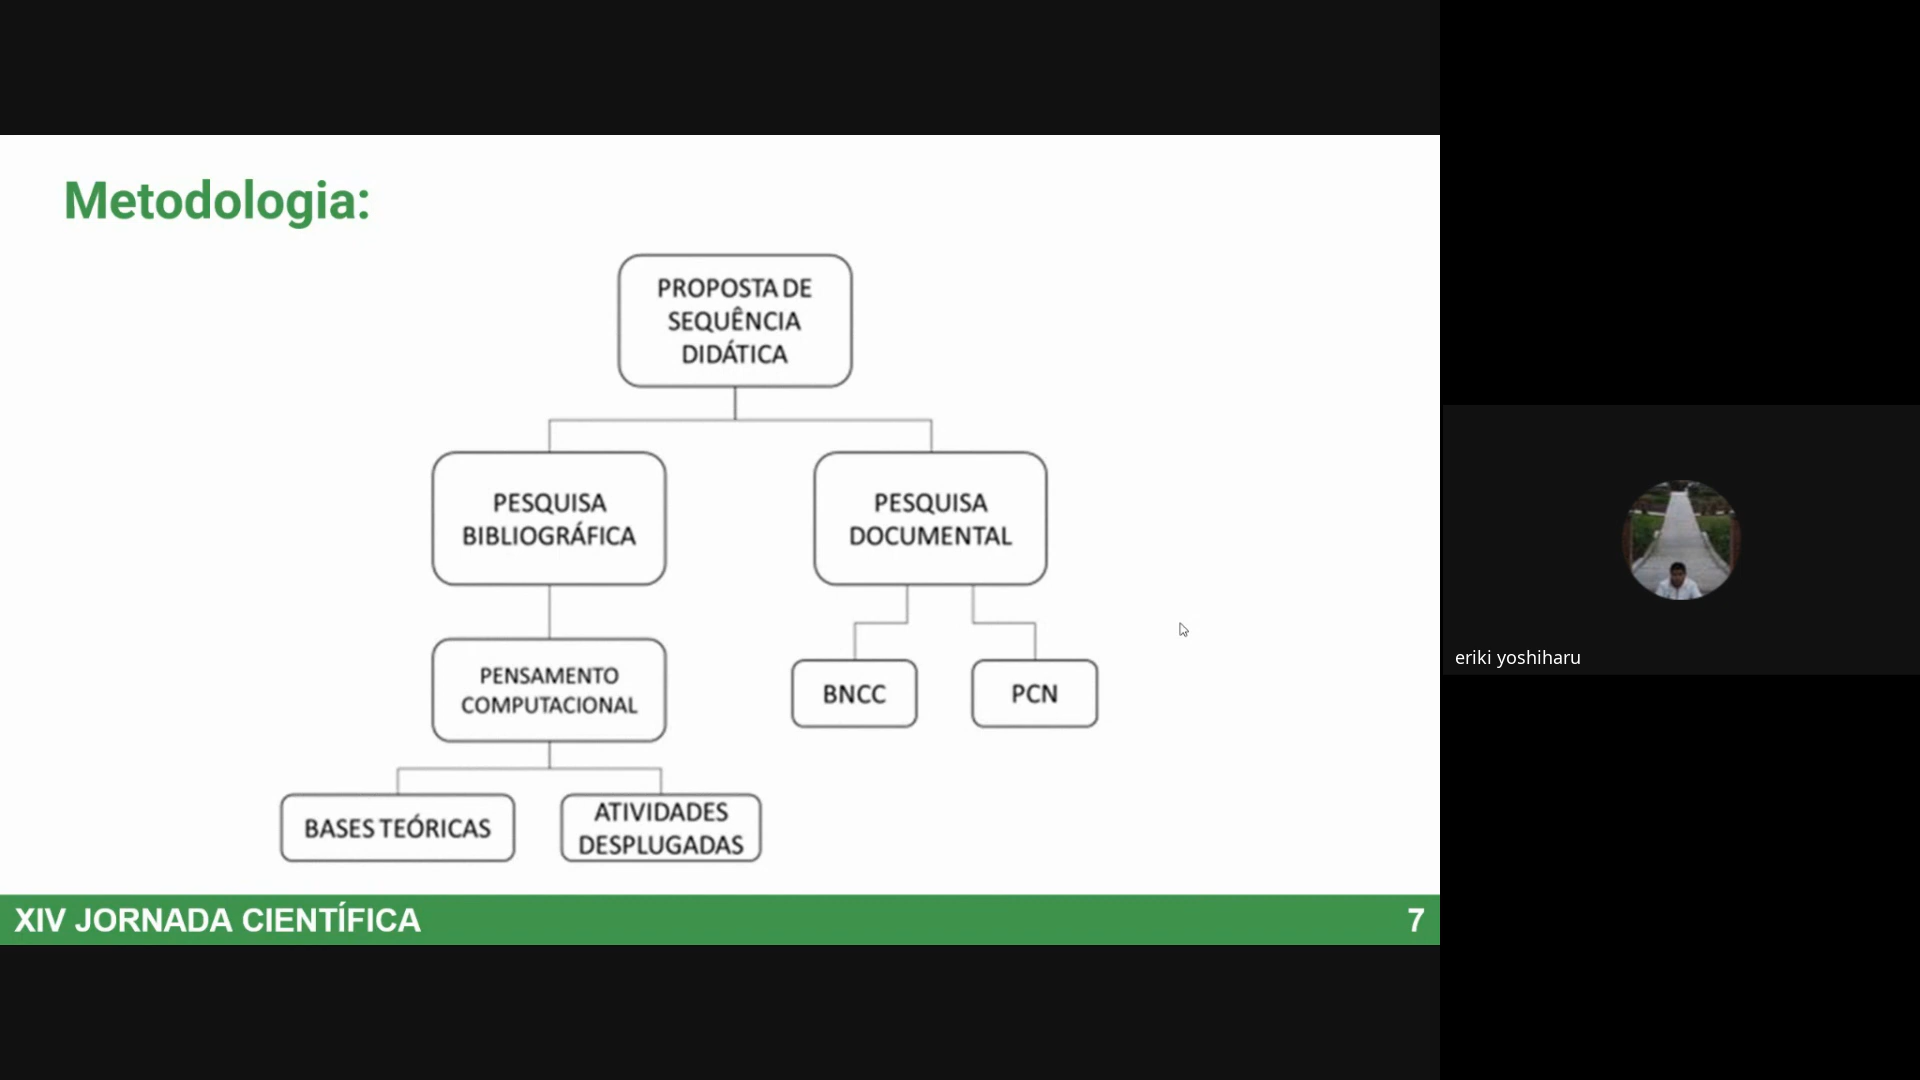 Metodologia:
PROPOSTA DE
SEQUÊNCIA
DIDÁTICA
PESQUISA
BIBLIOGRÁFICA
PESQUISA
DOCUMENTAL
PENSAMENTO
COMPUTACIONAL
BNCC
PCN
BASES TEÓRICAS
ATIVIDADES
DESPLUGADAS
XIV JORNADA CIENTÍFICA
7
eriki yoshiharu